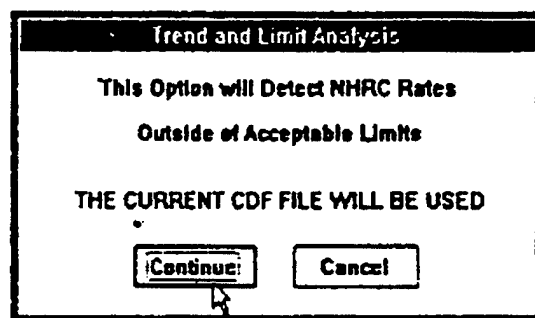 Trend and Limit Analysis
This Option will Detect NHRC Rates
Outside of Acceptable Limits
THE CURRENT CDF FILE WILL BE USED
Continue Cancel